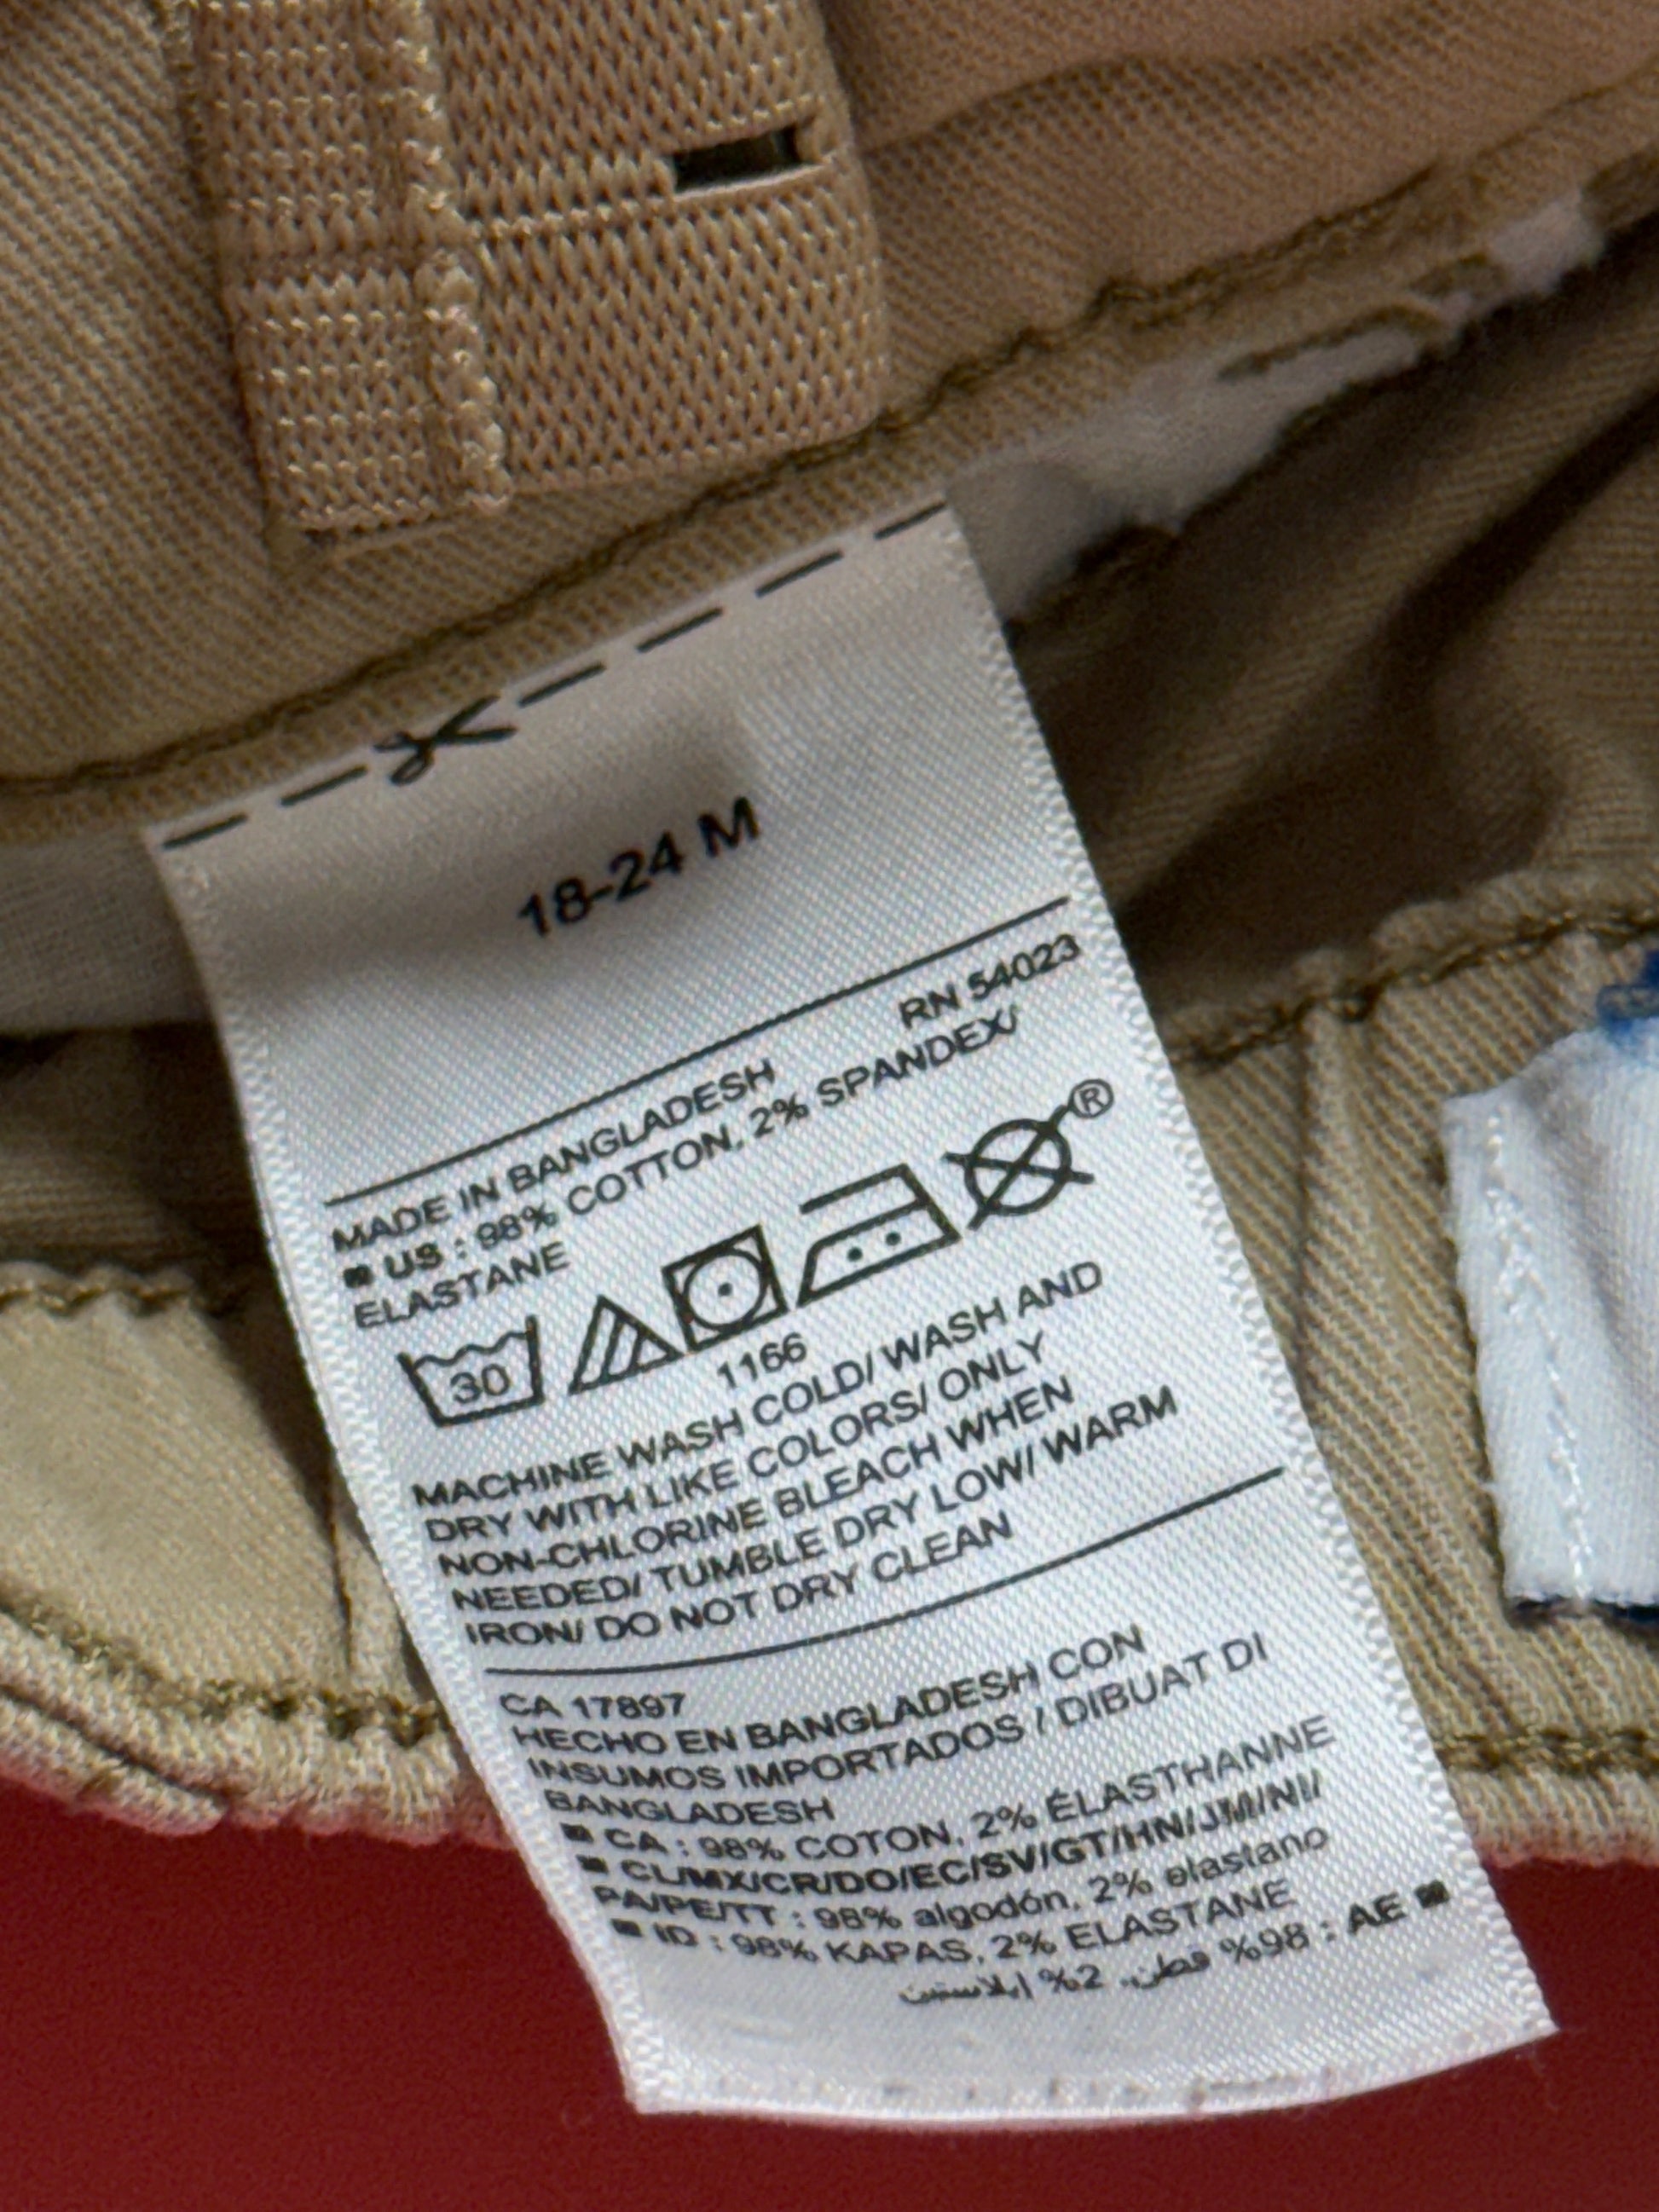 18-24 M
RN 54023
MADE IN BANGLADESH
■ US : 98% COTTON, 2% SPANDEX/
ELASTANE
®
30
1166
MACHINE WASH COLD/ WASH AND
DRY WITH LIKE COLORS/ ONLY
NON-CHLORINE BLEACH WHEN
NEEDED/ TUMBLE DRY LOW/ WARM
IRON/ DO NOT DRY CLEAN
CA 17897
HECHO EN BANGLADESH CON
INSUMOS IMPORTADOS / DIBUAT DI
BANGLADESH
■ CA : 98% COTON, 2% ÉLASTHANNE
■ CL/MX/CR/DO/EC/SV/GT/HN/JM/NI/
PA/PE/TT : 98% algodón, 2% elastano
■ ID : 98% KAPAS, 2% ELASTANE
■ AE : %98 قطن، %2 ايلاستين